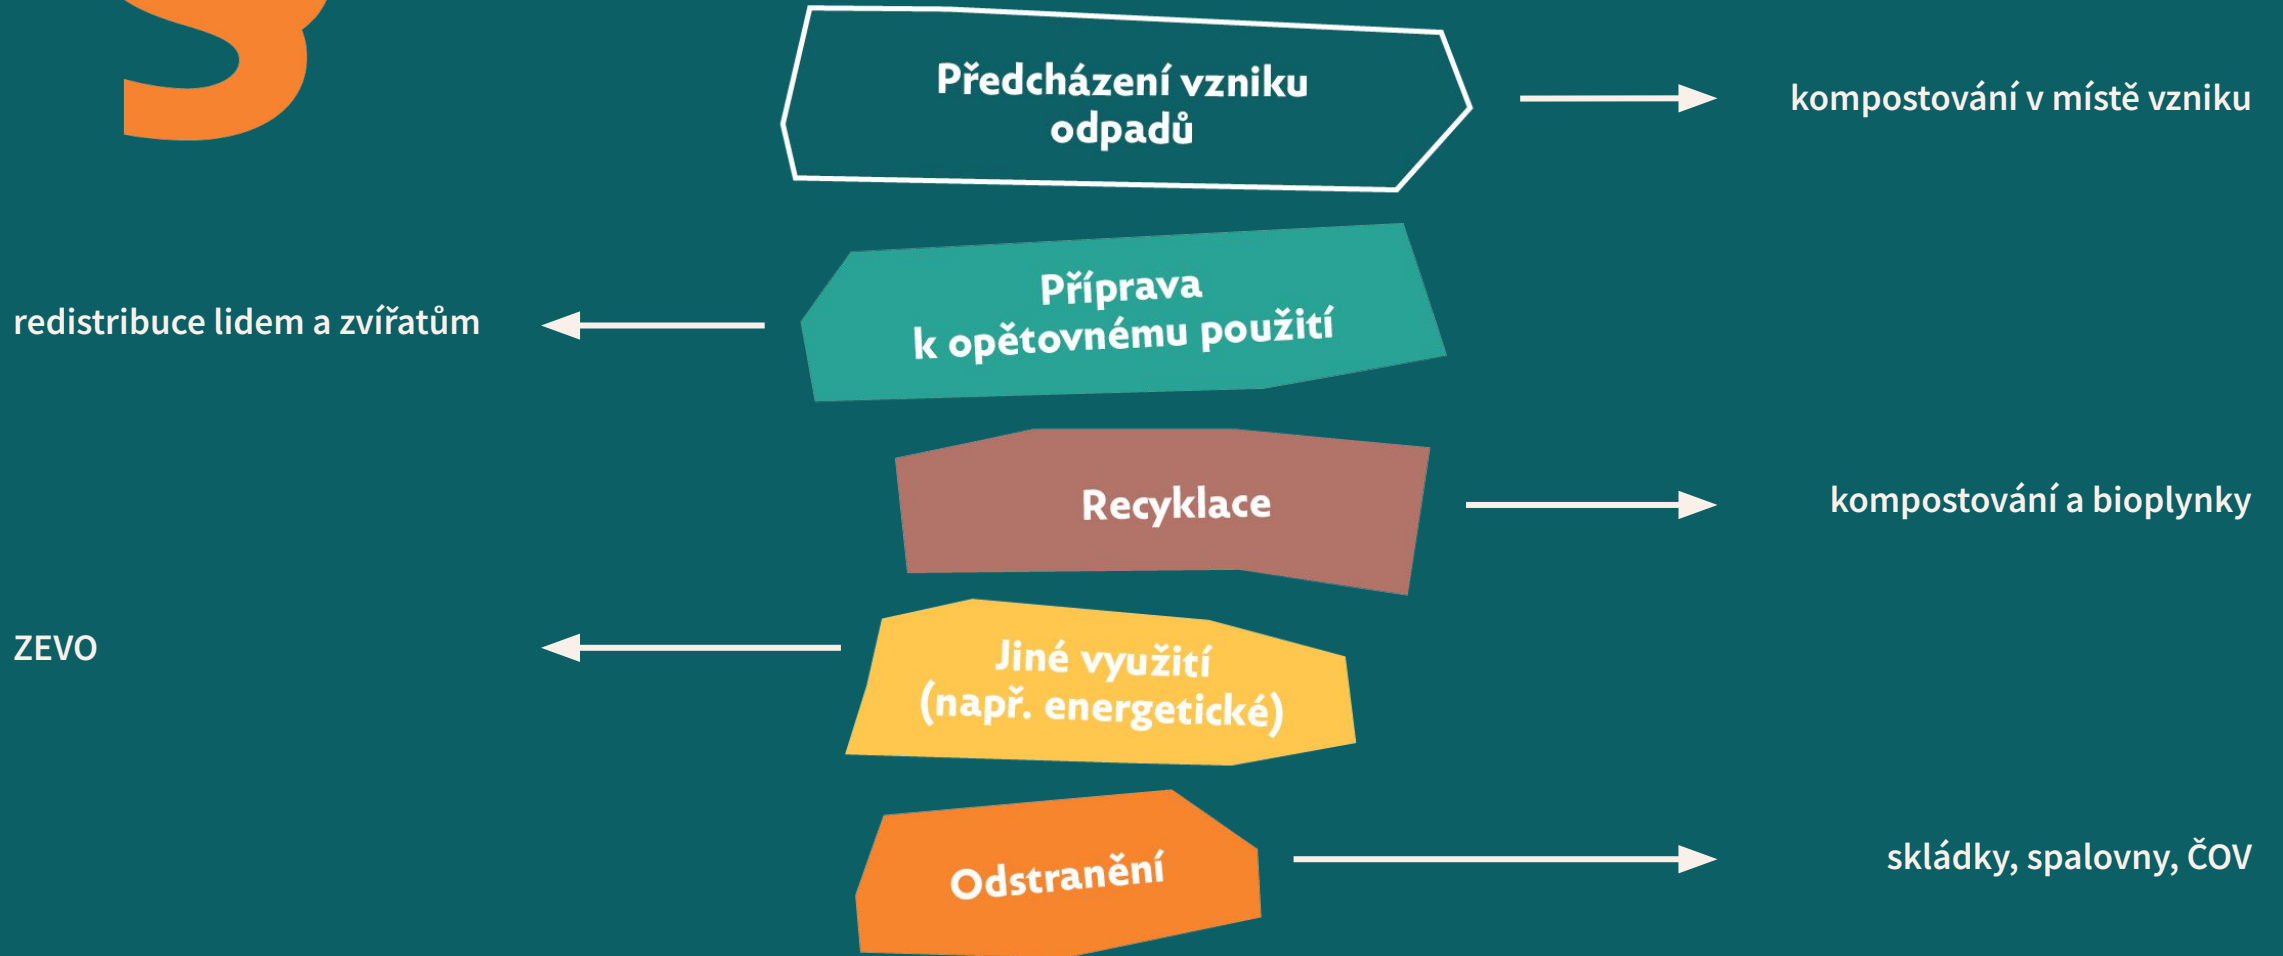 §
Předcházení vzniku
odpadů
kompostování v místě vzniku
Příprava
k opětovnému použití
redistribuce lidem a zvířatům
Recyklace
kompostování a bioplynky
Jiné využití
(např. energetické)
ZEVO
Odstranění
skládky, spalovny, ČOV